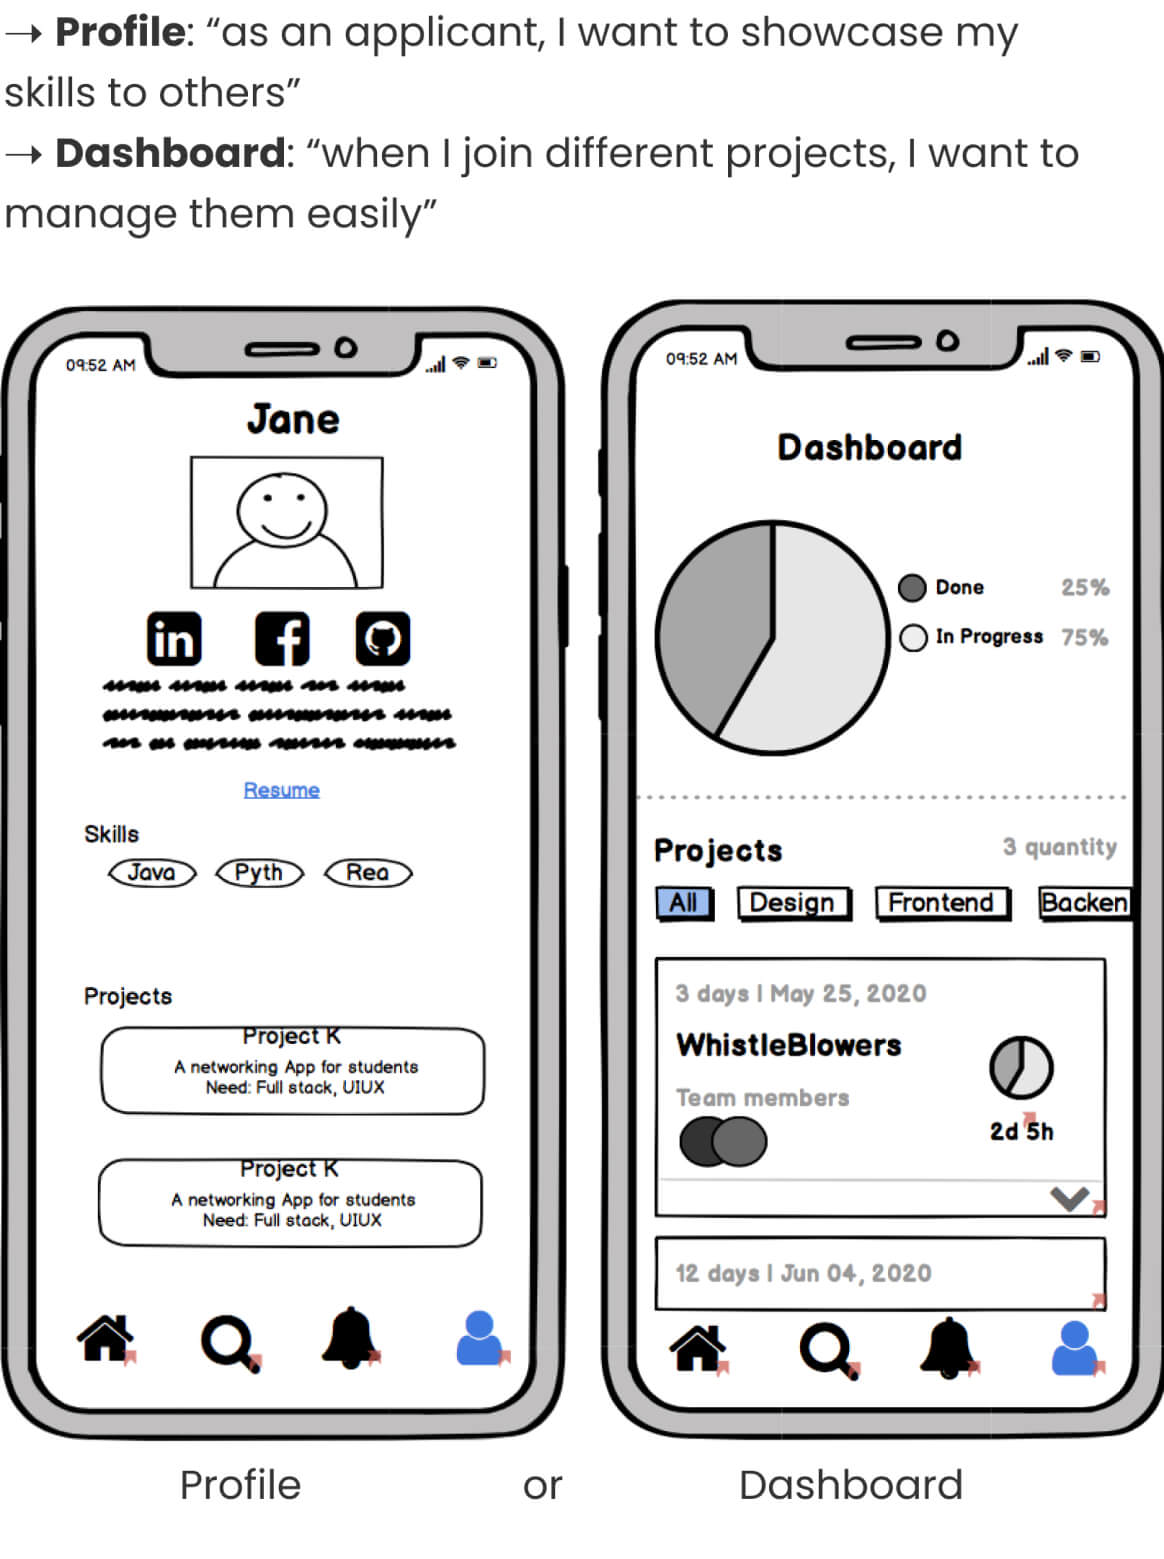 → Profile: “as an applicant, I want to showcase my
skills to others”
→ Dashboard: “when I join different projects, I want to
manage them easily”
09:52 AM
Jane
in
f
Resume
Skills
Java Pyth Rea
Projects
Project K
A networking App for students
Need: Full stack, UIUX
Project K
A networking App for students
Need: Full stack, UIUX
09:52 AM
Dashboard
Done 25%
In Progress 75%
Projects 3 quantity
All Design Frontend Backen
3 days | May 25, 2020
WhistleBlowers
Team members
2d 5h
12 days | Jun 04, 2020
Profile or Dashboard